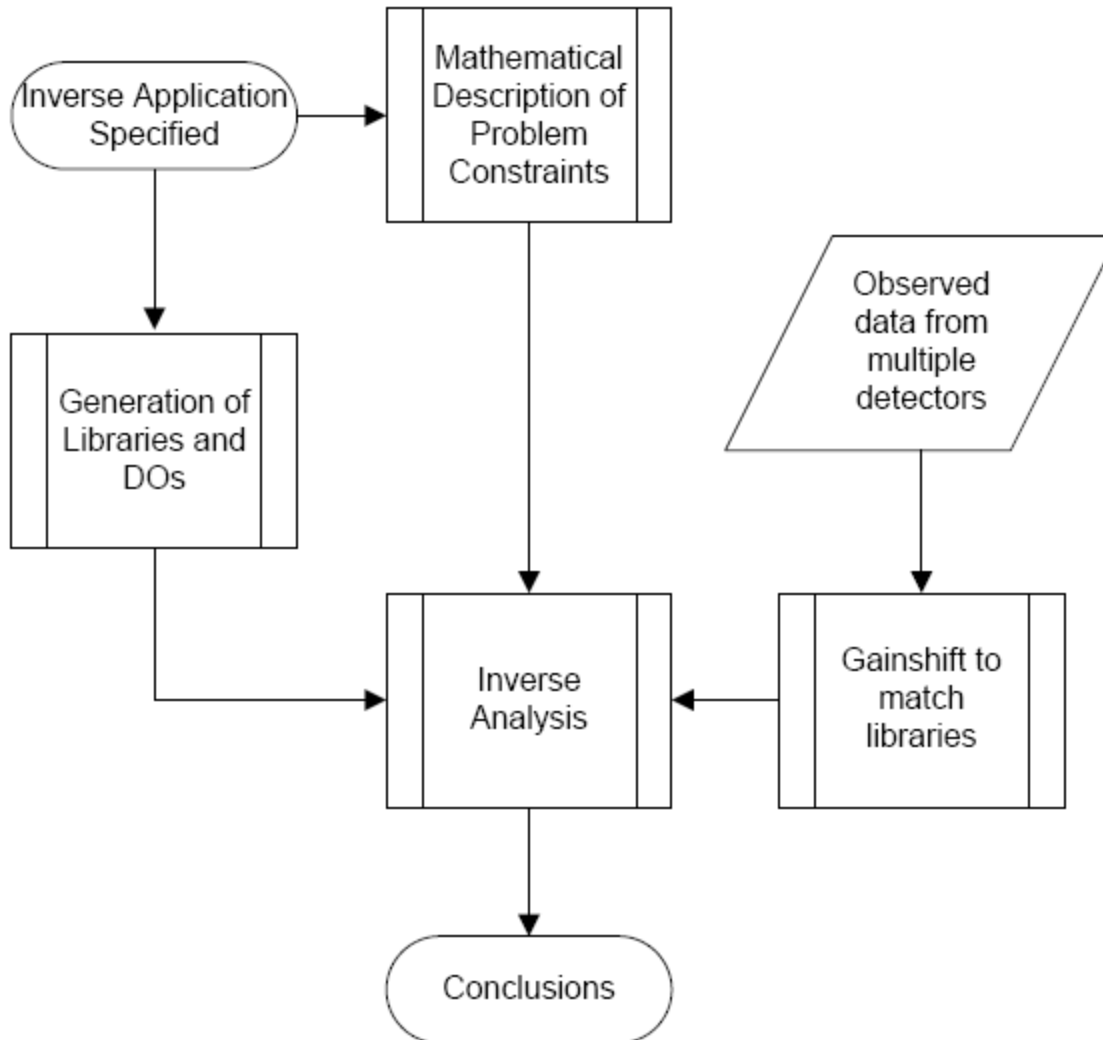 Inverse Application
Specified
Mathematical
Description of
Problem
Constraints
Observed
data from
multiple
detectors
Generation of
Libraries and
DOs
Inverse
Analysis
Gainshift to
match
libraries
Conclusions